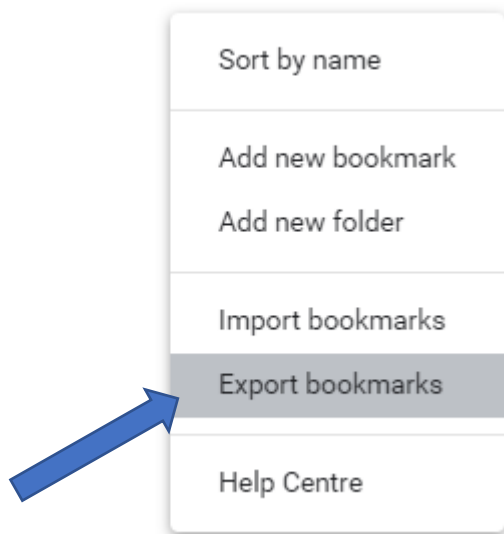 Sort by name
Add new bookmark
Add new folder
Import bookmarks
Export bookmarks
Help Centre